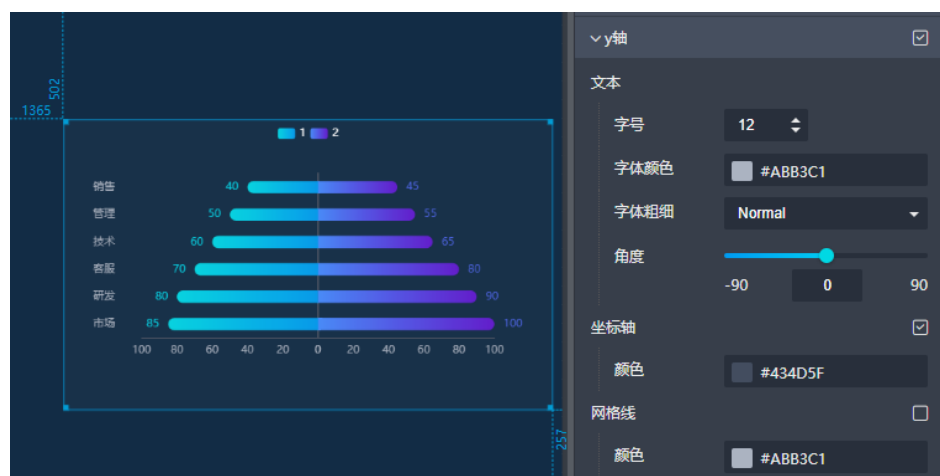 502
1365
1 2
销售 40 45
管理 50 55
技术 60 65
客服 70 80
研发 80 90
市场 85 100
100 80 60 40 20 0 20 40 60 80 100
257
y轴
文本
字号 12
字体颜色 #ABB3C1
字体粗细 Normal
角度
-90 0 90
坐标轴
颜色 #434D5F
网格线
颜色 #ABB3C1